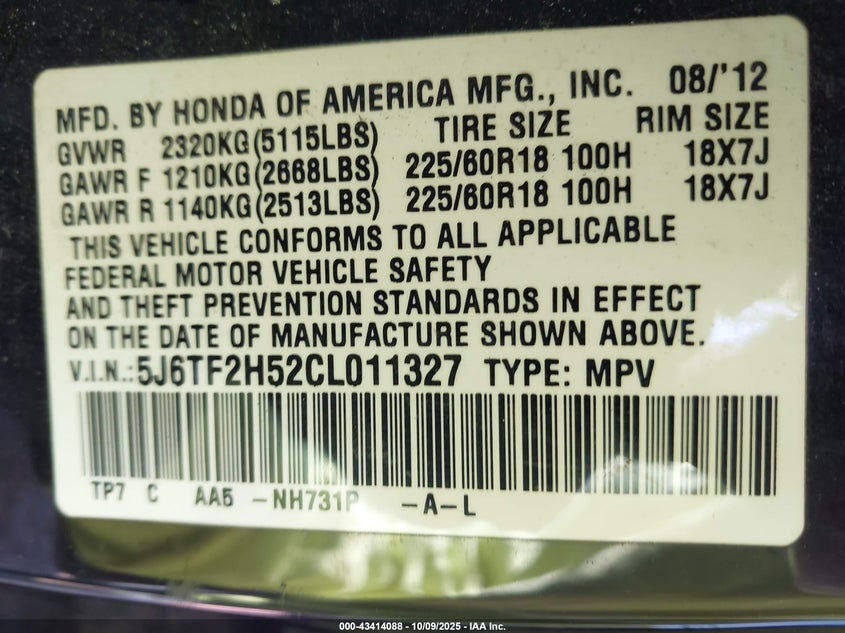 MFD. BY HONDA OF AMERICA MFG., INC. 08/'12
GVWR 2320KG(5115LBS) TIRE SIZE RIM SIZE
GAWR F 1210KG(2668LBS) 225/60R18 100H 18X7J
GAWR R 1140KG(2513LBS) 225/60R18 100H 18X7J
THIS VEHICLE CONFORMS TO ALL APPLICABLE
FEDERAL MOTOR VEHICLE SAFETY
AND THEFT PREVENTION STANDARDS IN EFFECT
ON THE DATE OF MANUFACTURE SHOWN ABOVE.
V.I.N.:5J6TF2H52CL011327 TYPE: MPV
TP7 C AA5 -NH731P -A-L
000-43414088 - 10/09/2025 - IAA Inc.